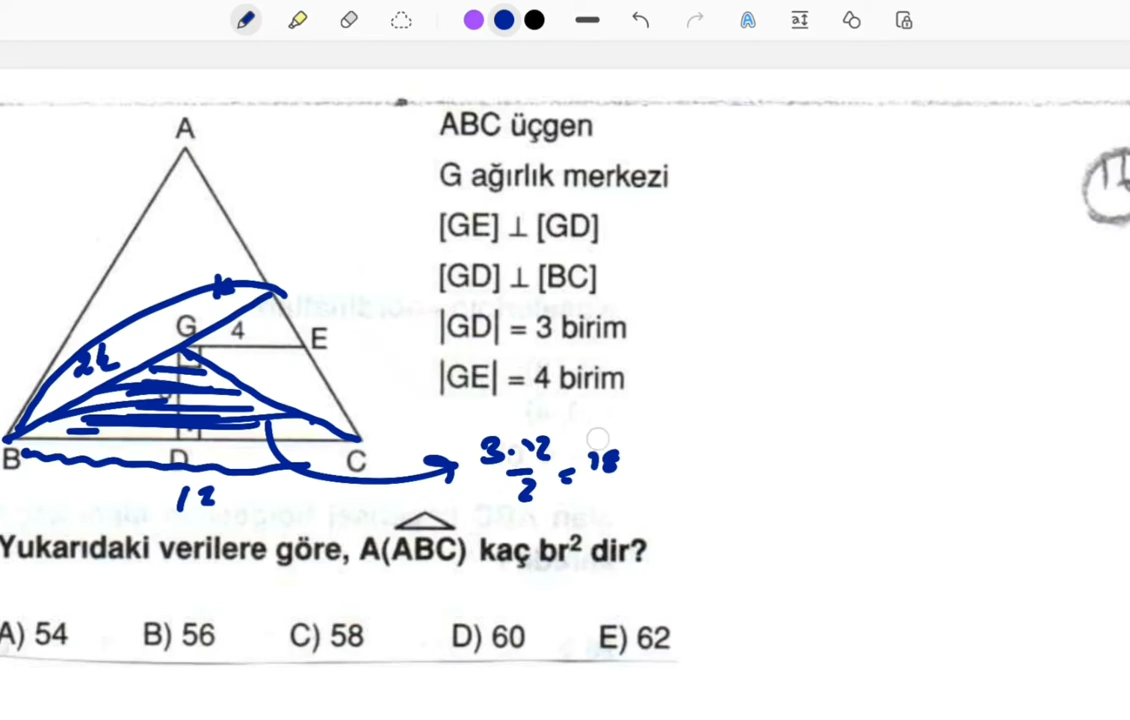 A
ABC üçgen
G ağırlık merkezi
[GE] ⊥ [GD]
[GD] ⊥ [BC]
|GD| = 3 birim
|GE| = 4 birim
k
2k
G 4 E
B D C
12
3.12
2
= 18
Yukarıdaki verilere göre, A(ABC) kaç br² dir?
A) 54 B) 56 C) 58 D) 60 E) 62